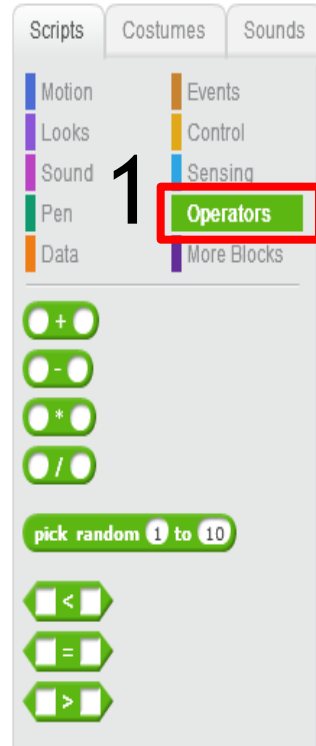 Scripts Costumes Sounds
Motion Events
Looks Control
Sound Sensing
1
Pen Operators
Data More Blocks
+
-
*
/
pick random 1 to 10
<
=
>